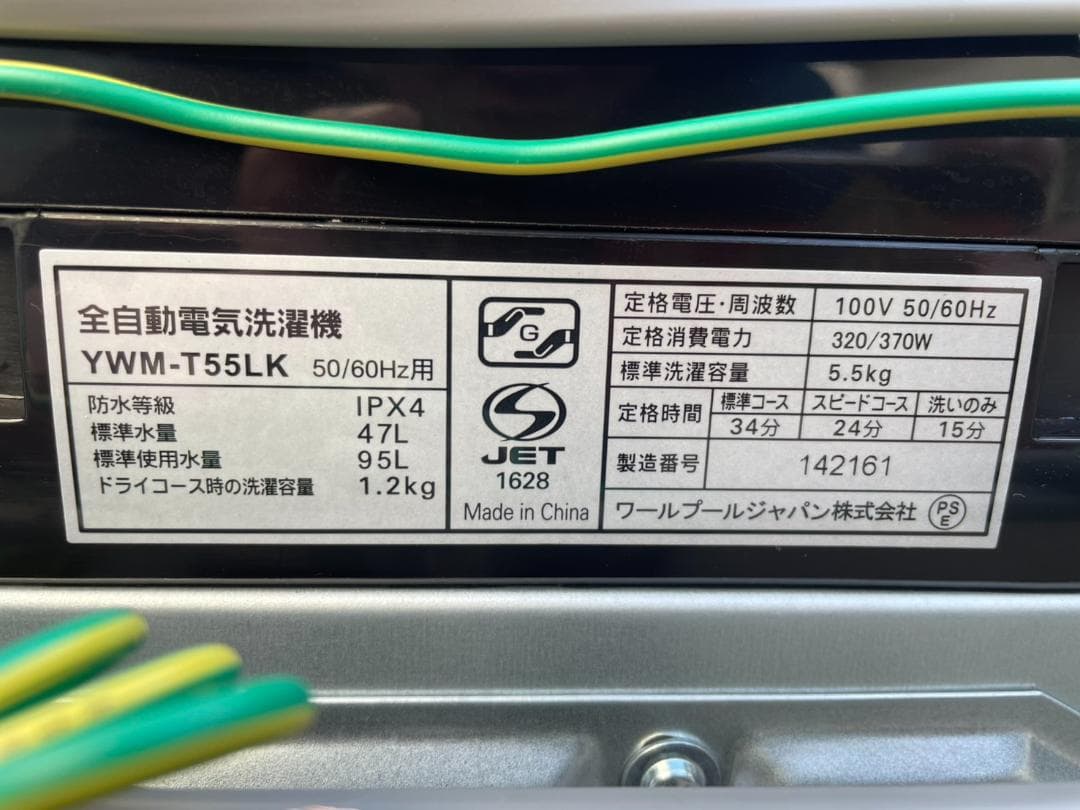 全自動電気洗濯機
YWM-T55LK 50/60Hz用
防水等級 IPX4
標準水量 47L
標準使用水量 95L
ドライコース時の洗濯容量 1.2kg
G
JET
1628
Made in China
定格電圧・周波数 100V 50/60Hz
定格消費電力 320/370W
標準洗濯容量 5.5kg
定格時間 標準コース スピードコース 洗いのみ
34分 24分 15分
製造番号 142161
ワールプールジャパン株式会社 PSE